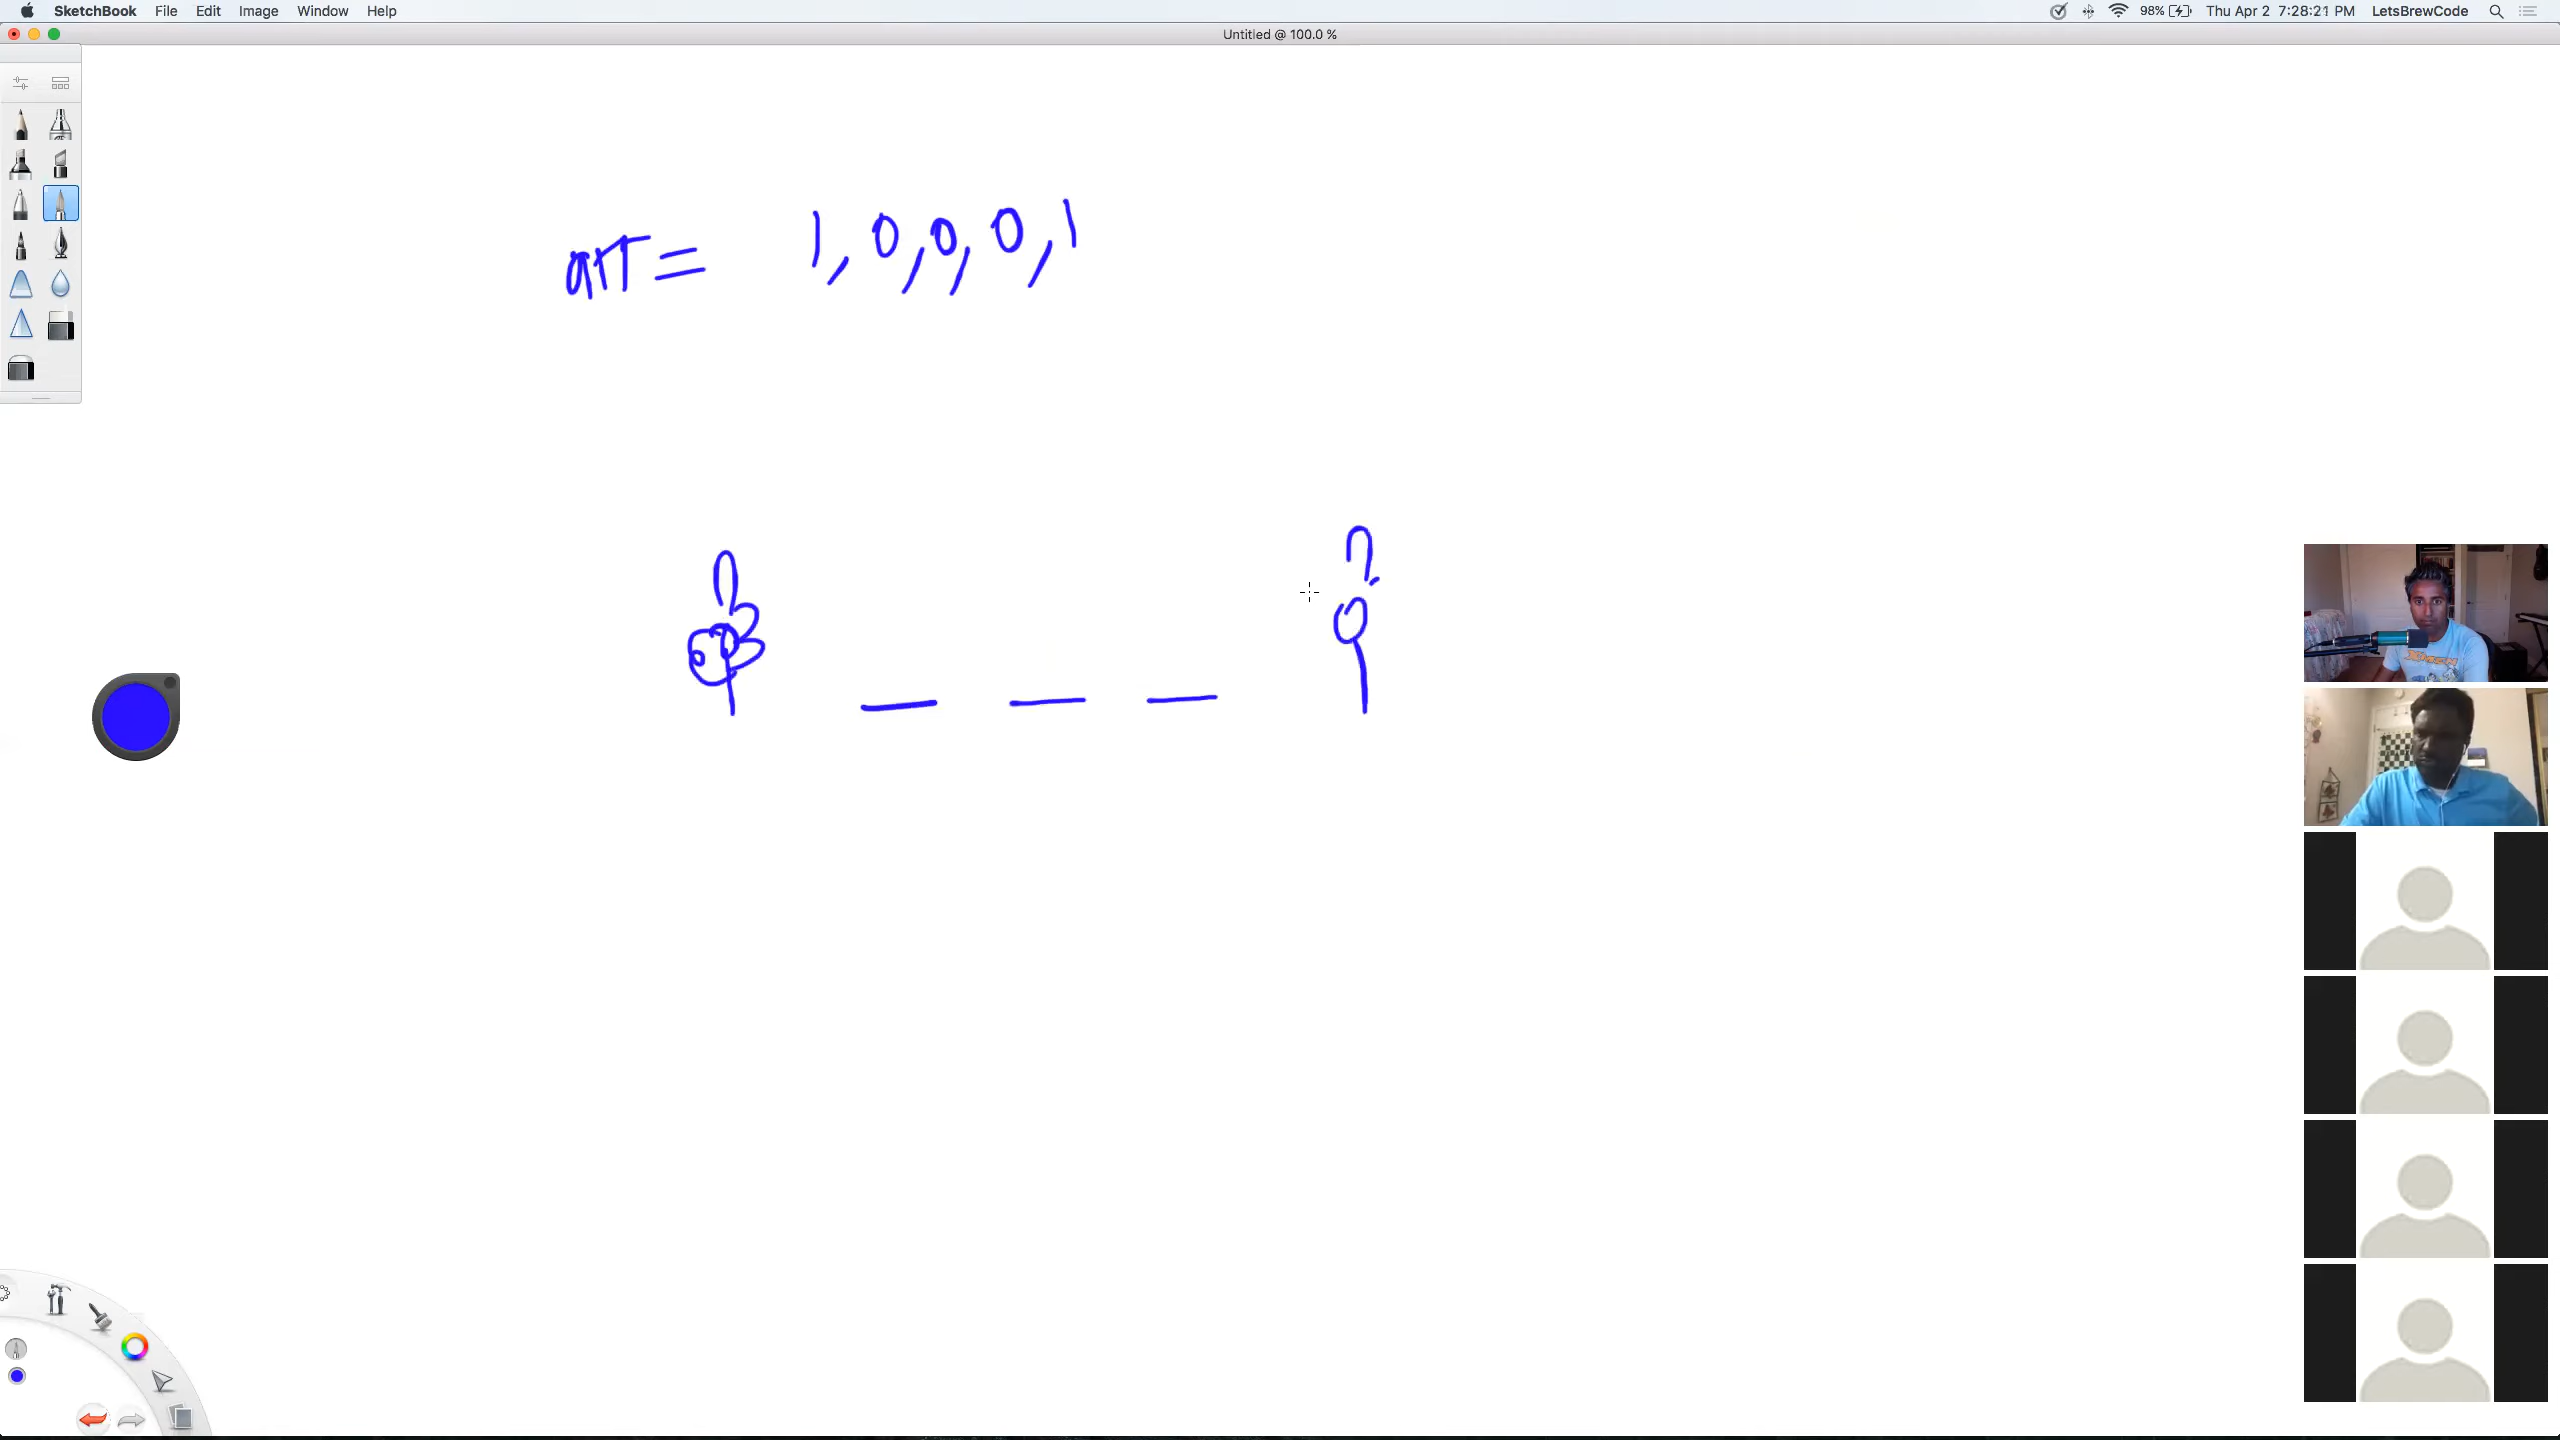 SketchBook File Edit Image Window Help 98% Thu Apr 2 7:28:21 PM LetsBrewCode
Untitled @ 100.0 %
arr = 1, 0, 0, 0, 1